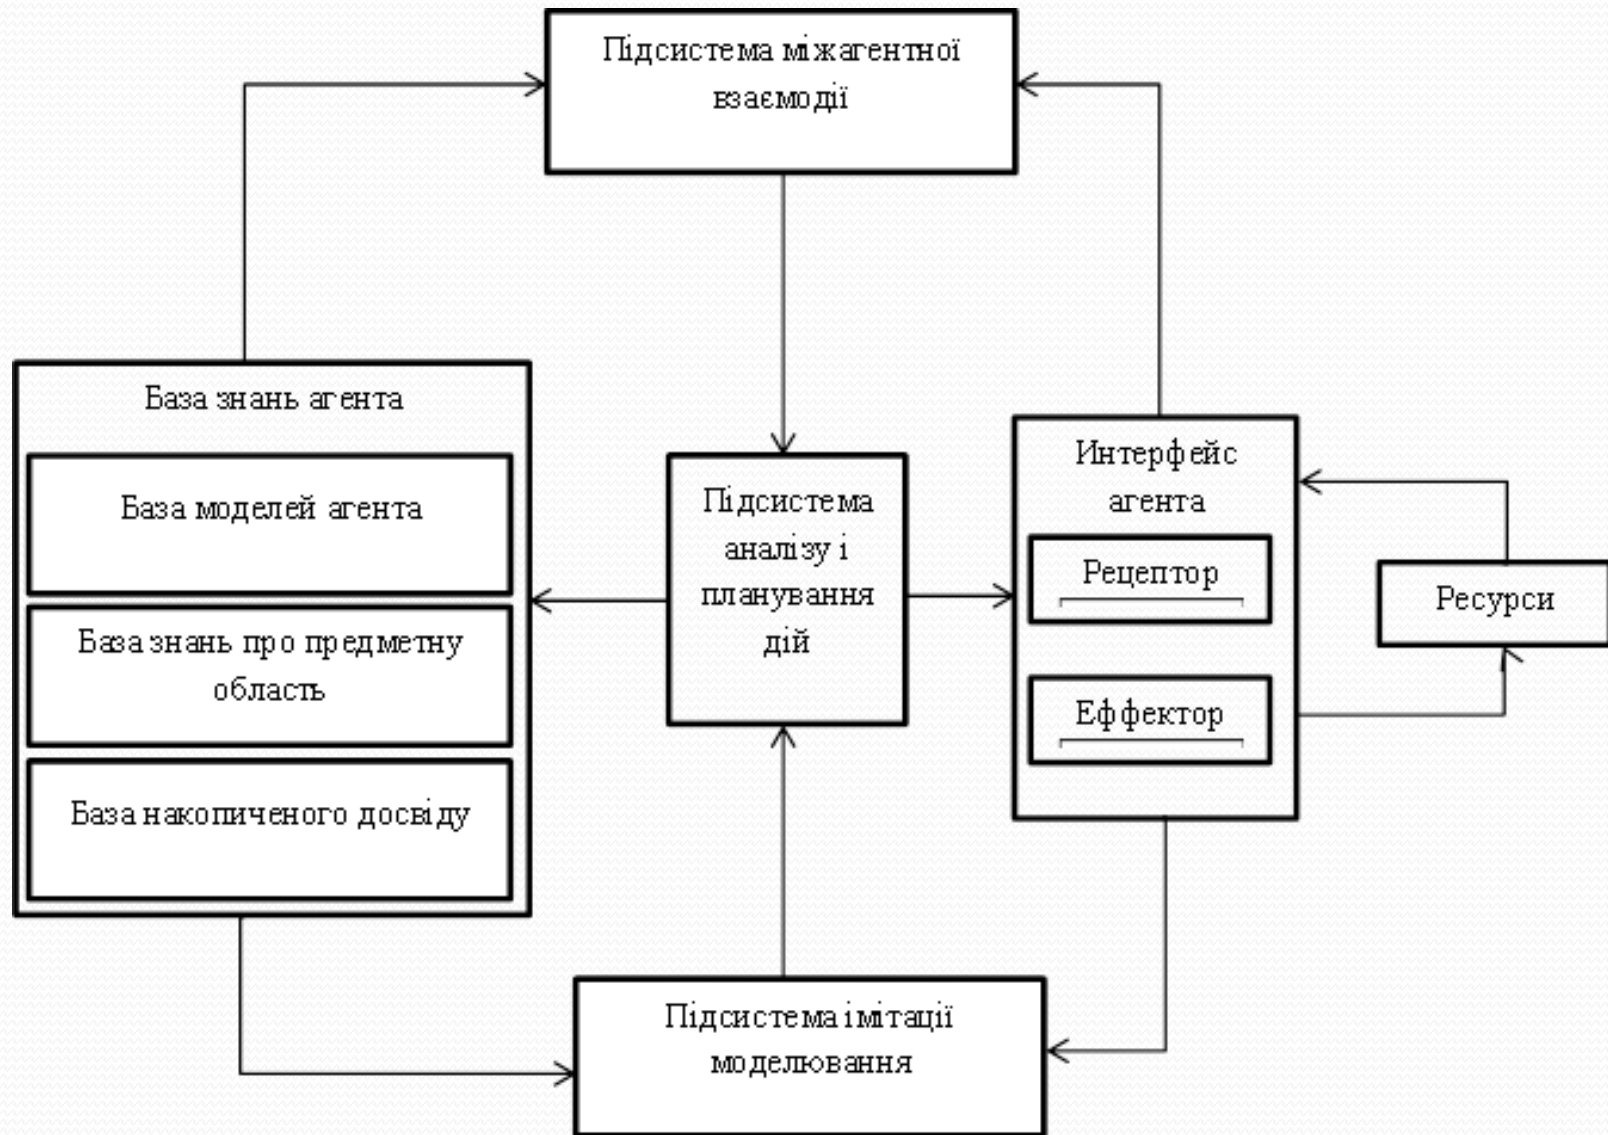 Підсистема міжагентної
взаємодії
База знань агента
База моделей агента
База знань про предметну
область
База накопиченого досвіду
Підсистема
аналізу і
планування
дій
Интерфейс
агента
Рецептор
Еффектор
Ресурси
Підсистема імітації
моделювання